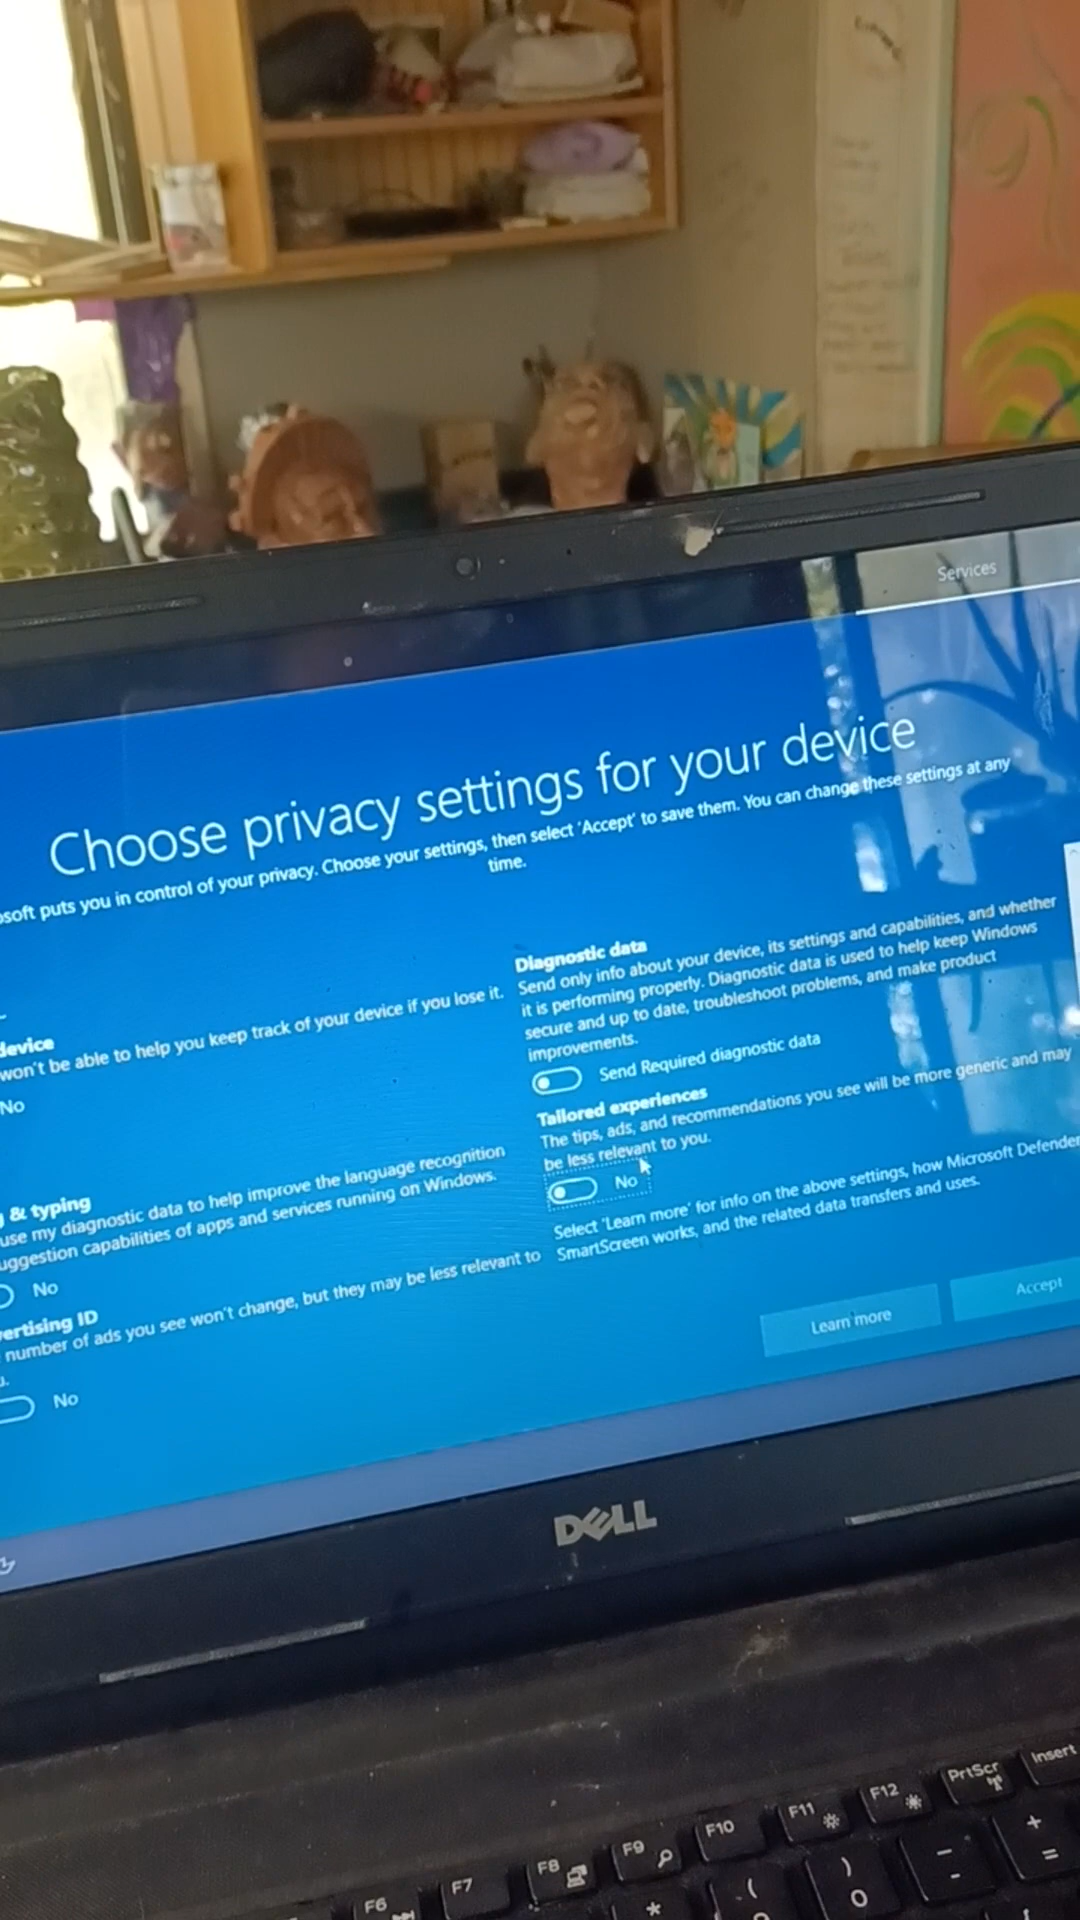 Services
Choose privacy settings for your device
osoft puts you in control of your privacy. Choose your settings, then select 'Accept' to save them. You can change these settings at any
time.
device
won't be able to help you keep track of your device if you lose it.
No
& typing
use my diagnostic data to help improve the language recognition
uggestion capabilities of apps and services running on Windows.
No
vertising ID
number of ads you see won't change, but they may be less relevant to
u.
No
Diagnostic data
Send only info about your device, its settings and capabilities, and whether
it is performing properly. Diagnostic data is used to help keep Windows
secure and up to date, troubleshoot problems, and make product
improvements.
Send Required diagnostic data
Tailored experiences
The tips, ads, and recommendations you see will be more generic and may
be less relevant to you.
No
Select 'Learn more' for info on the above settings, how Microsoft Defender
SmartScreen works, and the related data transfers and uses.
Learn more
Accept
DELL
F6
F7
F8
F9
F10
F11
F12
PrtScr
Insert
*
(
)
0
_
-
+
=